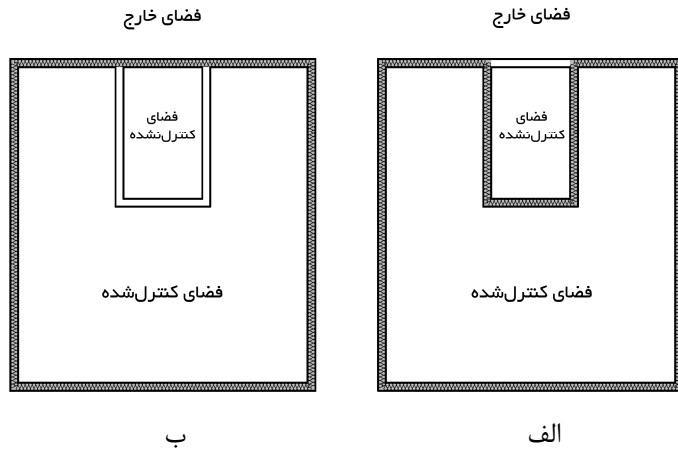 فضای خارج
فضای
کنترل‌نشده
فضای کنترل‌شده
الف
فضای خارج
فضای
کنترل‌نشده
فضای کنترل‌شده
ب